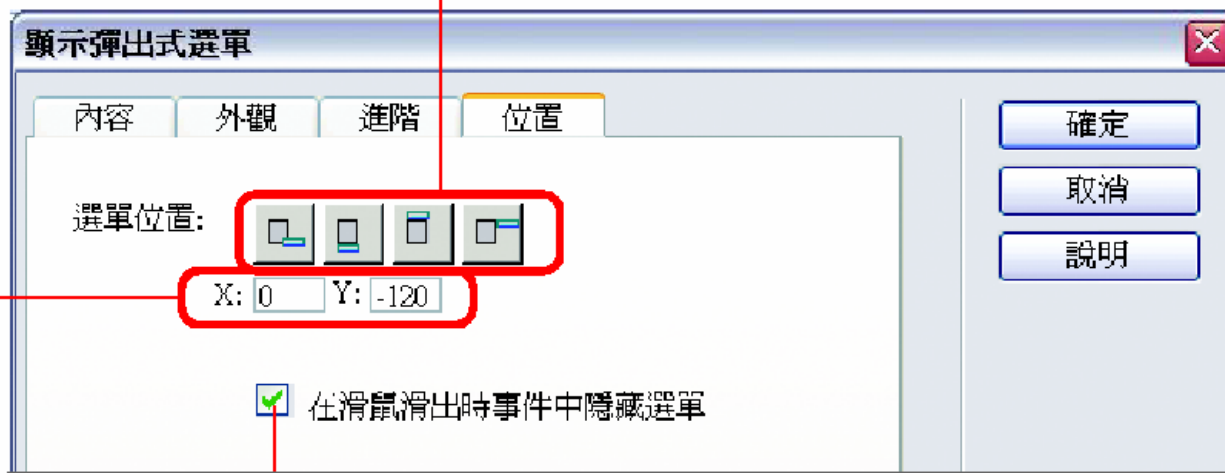 顯示彈出式選單
內容 外觀 進階 位置
確定
取消
說明
選單位置:
X: 0 Y: -120
在滑鼠滑出時事件中隱藏選單